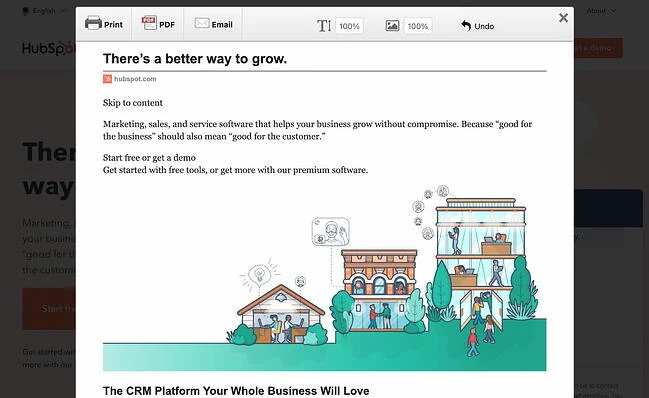 English
About
HubSpot
Print
PDF
PDF
Email
T! 100%
100%
Undo
There's a better way to grow.
hubspot.com
Skip to content
Marketing, sales, and service software that helps your business grow without compromise. Because “good for
the business” should also mean “good for the customer.”
Start free or get a demo
Get started with free tools, or get more with our premium software.
The CRM Platform Your Whole Business Will Love
Ther
way
Marketing,
your busine
"good for th
the custome
Start fre
Get started wit
more with our
t a demo